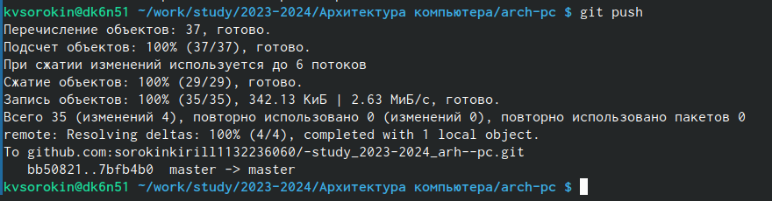 kvsorokin@dk6n51 ~/work/study/2023-2024/Архитектура компьютера/arch-pc $ git push
Перечисление объектов: 37, готово.
Подсчет объектов: 100% (37/37), готово.
При сжатии изменений используется до 6 потоков
Сжатие объектов: 100% (29/29), готово.
Запись объектов: 100% (35/35), 342.13 КиБ | 2.63 МиБ/с, готово.
Всего 35 (изменений 4), повторно использовано 0 (изменений 0), повторно использовано пакетов 0
remote: Resolving deltas: 100% (4/4), completed with 1 local object.
To github.com:sorokinkirill1132236060/-study_2023-2024_arh--pc.git
   bb50821..7bfb4b0  master -> master
kvsorokin@dk6n51 ~/work/study/2023-2024/Архитектура компьютера/arch-pc $